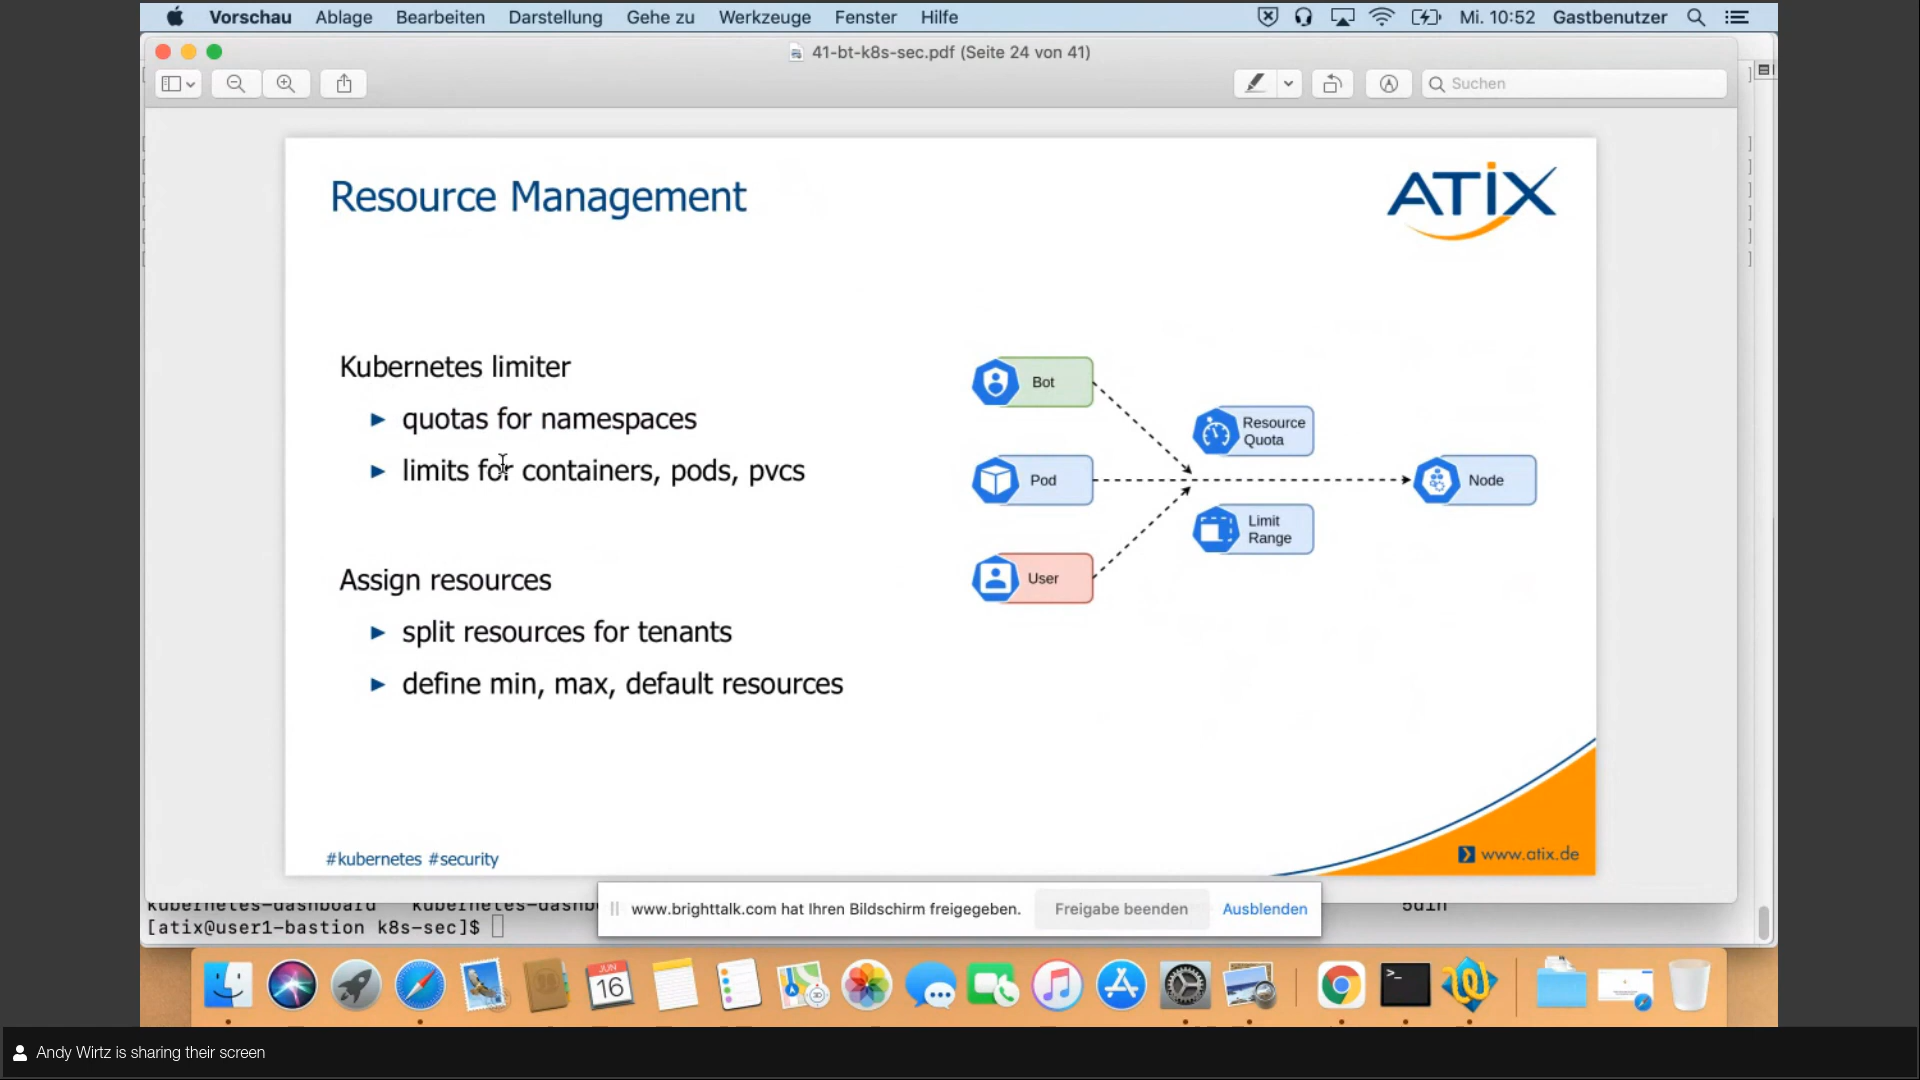 Vorschau Ablage Bearbeiten Darstellung Gehe zu Werkzeuge Fenster Hilfe Mi. 10:52 Gastbenutzer
41-bt-k8s-sec.pdf (Seite 24 von 41)
Suchen
Resource Management
ATIX
Kubernetes limiter
quotas for namespaces
limits for containers, pods, pvcs
Assign resources
split resources for tenants
define min, max, default resources
Bot
Pod
User
Resource
Quota
Limit
Range
Node
#kubernetes #security
www.atix.de
kubernetes-dashboard
www.brighttalk.com hat Ihren Bildschirm freigegeben. Freigabe beenden Ausblenden
[atix@user1-bastion k8s-sec]$
JUN
16
Andy Wirtz is sharing their screen